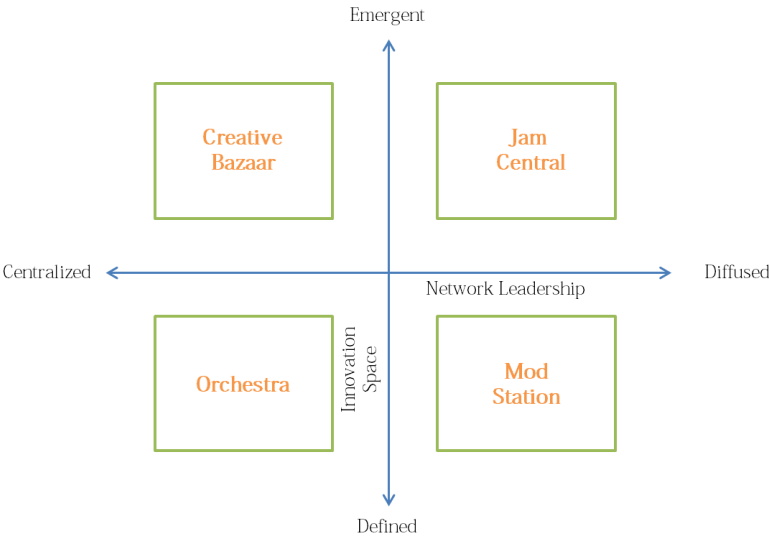 Emergent
Creative
Bazaar
Jam
Central
Centralized
Diffused
Network Leadership
Innovation
Space
Orchestra
Mod
Station
Defined